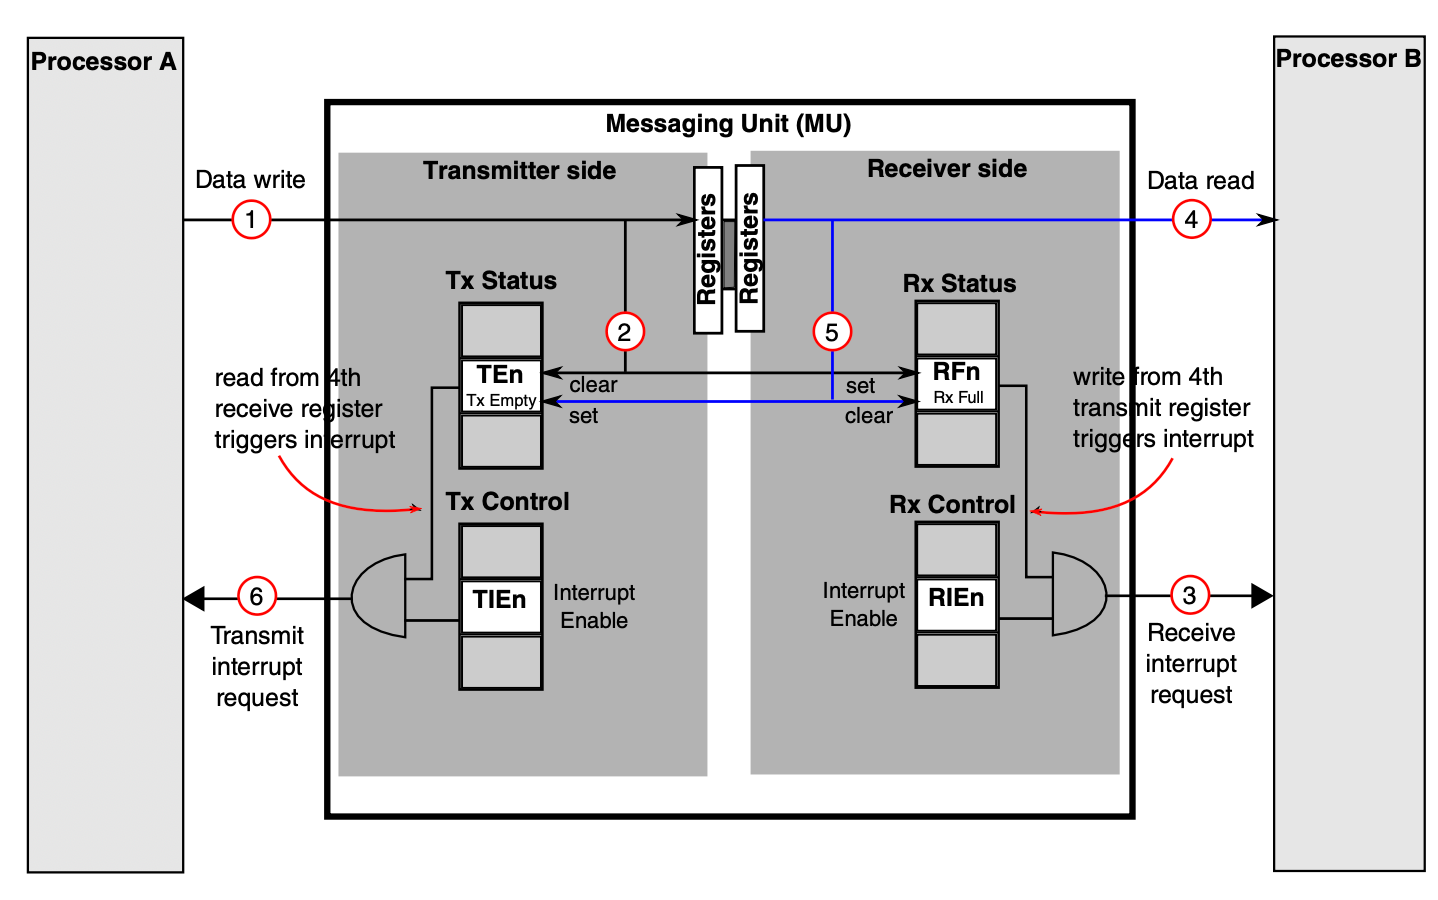 Processor A
Processor B
Messaging Unit (MU)
Transmitter side
Receiver side
Data write
Data read
1
4
Registers
Registers
Tx Status
Rx Status
2
5
TEn
Tx Empty
RFn
Rx Full
clear
set
set
clear
read from 4th
receive register
triggers interrupt
write from 4th
transmit register
triggers interrupt
Tx Control
Rx Control
TIEn
Interrupt
Enable
Interrupt
Enable
RIEn
6
Transmit
interrupt
request
3
Receive
interrupt
request